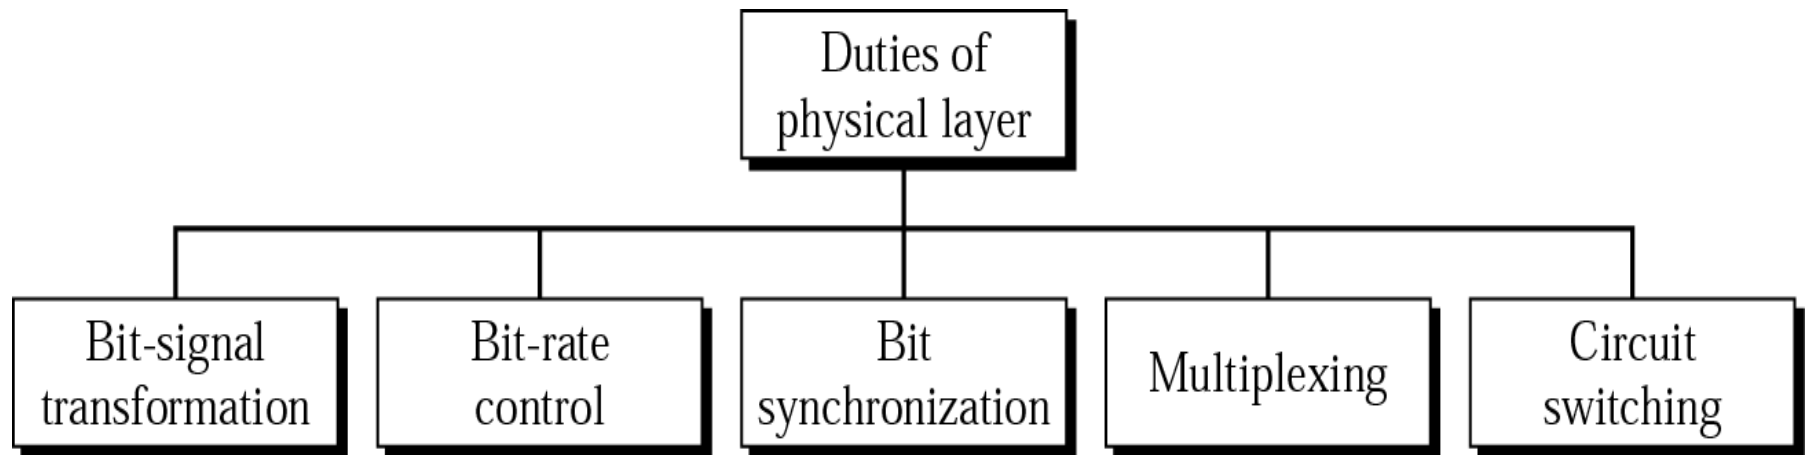 Duties of
physical layer
Bit-signal
transformation
Bit-rate
control
Bit
synchronization
Multiplexing
Circuit
switching